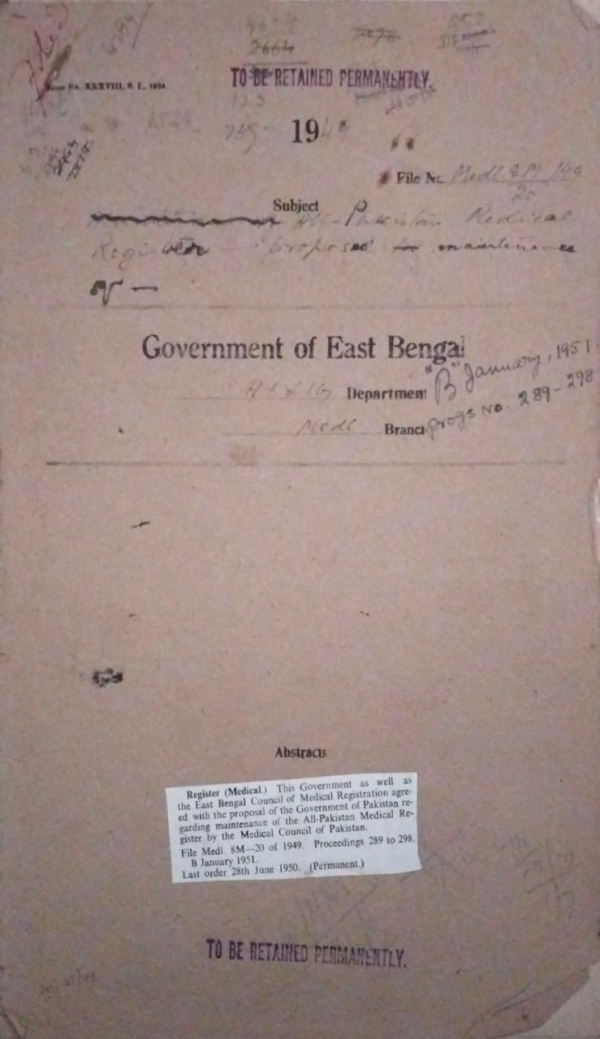 TO BE RETAINED PERMANENTLY.
XXXVIII, S. L., 1934.
1949
File No. Medl 8M-/49
20
Subject All-Pakistan Medical
Register - proposed maintenance
of —
Government of East Bengal
Department "B" January, 1951
Medl Branch progs No. 289-298
Abstracts
Register (Medical.) This Government as well as
the East Bengal Council of Medical Registration agre-
ed with the proposal of the Government of Pakistan re-
garding maintenance of the All-Pakistan Medical Re-
gister by the Medical Council of Pakistan.
File Medl. 8M—20 of 1949. Proceedings 289 to 298.
B January 1951.
Last order 28th June 1950. (Permanent.)
TO BE RETAINED PERMANENTLY.